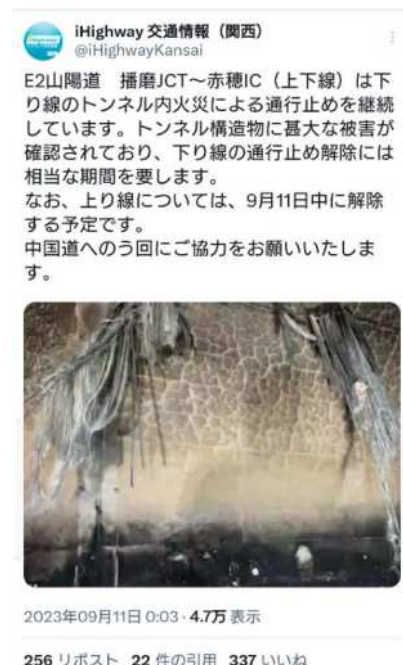 iHighway 交通情報（関西）
@iHighwayKansai
E2山陽道　播磨JCT～赤穂IC（上下線）は下
り線のトンネル内火災による通行止めを継続
しています。トンネル構造物に甚大な被害が
確認されており、下り線の通行止め解除には
相当な期間を要します。
なお、上り線については、9月11日中に解除
する予定です。
中国道へのう回にご協力をお願いいたしま
す。
2023年09月11日 0:03 · 4.7万 表示
256 リポスト 22 件の引用 337 いいね